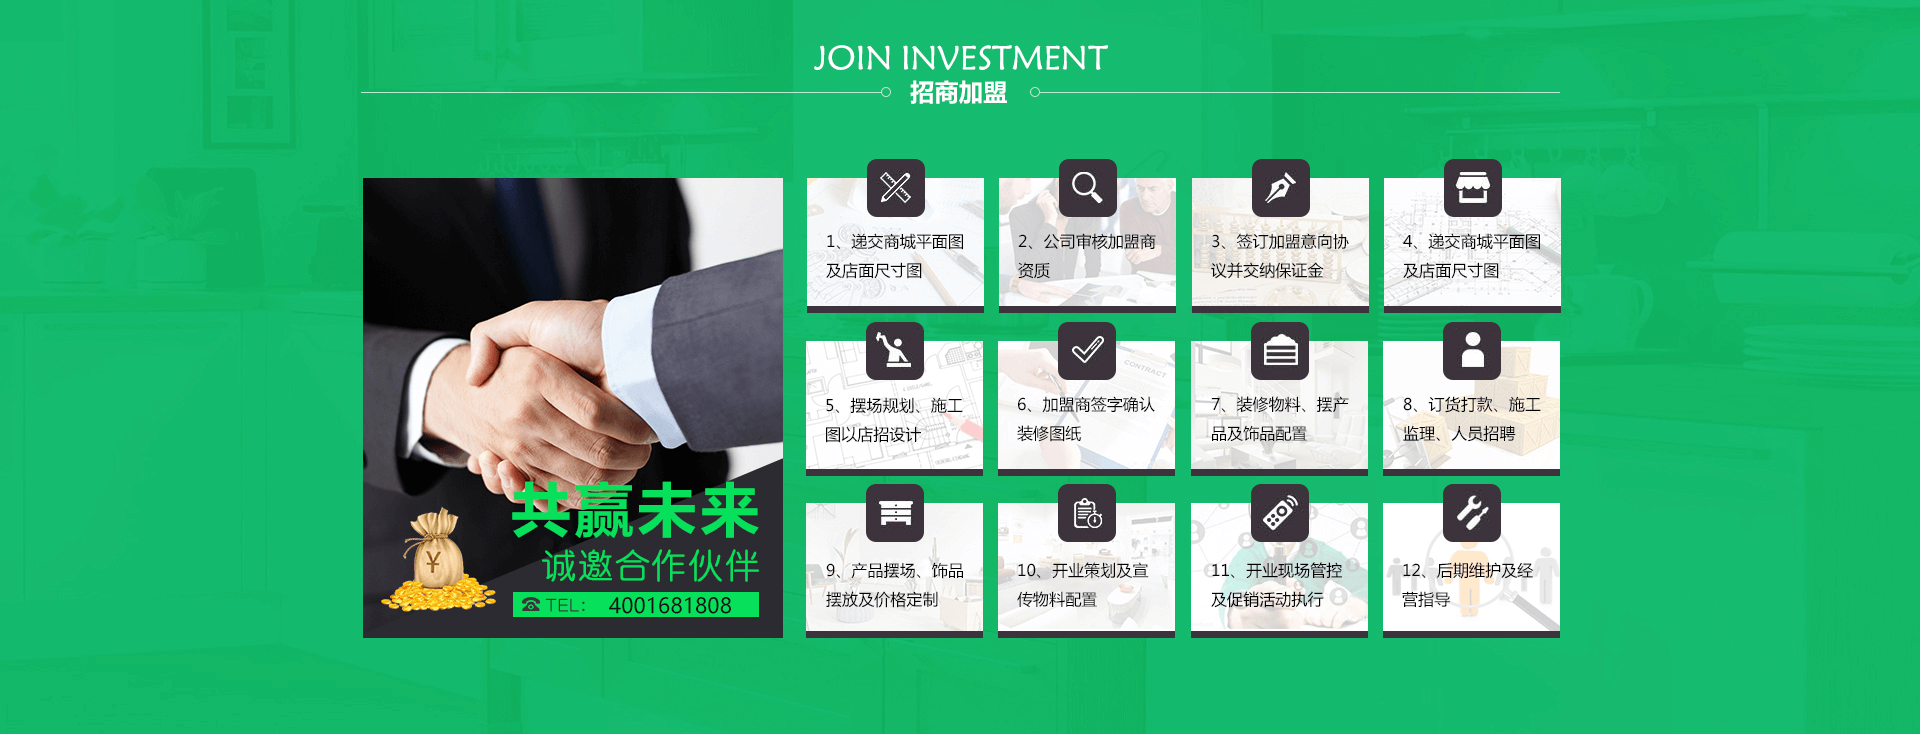 JOIN INVESTMENT
招商加盟
共赢未来
诚邀合作伙伴
TEL： 4001681808
¥
1、递交商城平面图
及店面尺寸图
2、公司审核加盟商
资质
3、签订加盟意向协
议并交纳保证金
4、递交商城平面图
及店面尺寸图
5、摆场规划、施工
图以店招设计
6、加盟商签字确认
装修图纸
CONTRACT
7、装修物料、摆产
品及饰品配置
8、订货打款、施工
监理、人员招聘
9、产品摆场、饰品
摆放及价格定制
10、开业策划及宣
传物料配置
11、开业现场管控
及促销活动执行
12、后期维护及经
营指导